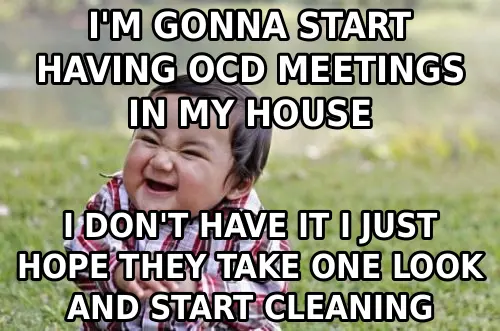 I'M GONNA START
HAVING OCD MEETINGS
IN MY HOUSE
I DON'T HAVE IT I JUST
HOPE THEY TAKE ONE LOOK
AND START CLEANING